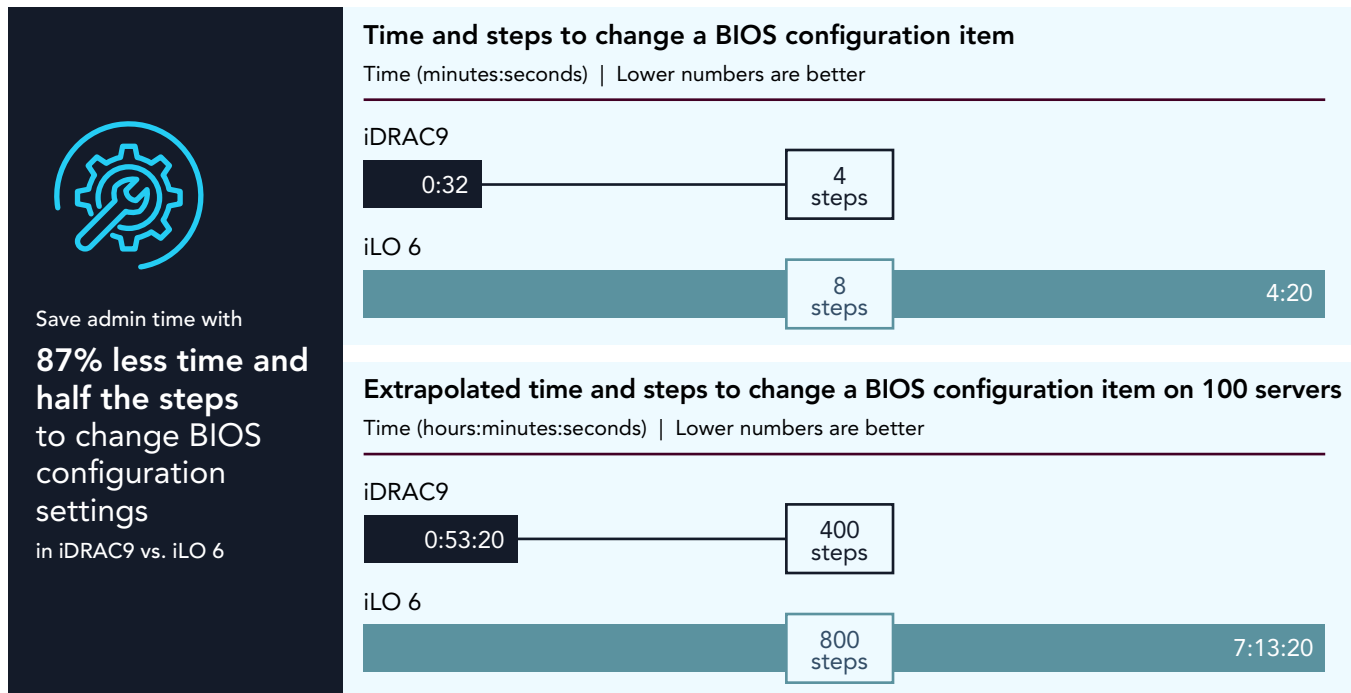 Save admin time with
87% less time and
half the steps
to change BIOS
configuration
settings
in iDRAC9 vs. iLO 6
Time and steps to change a BIOS configuration item
Time (minutes:seconds) | Lower numbers are better
iDRAC9
0:32
4
steps
iLO 6
8
steps
4:20
Extrapolated time and steps to change a BIOS configuration item on 100 servers
Time (hours:minutes:seconds) | Lower numbers are better
iDRAC9
0:53:20
400
steps
iLO 6
800
steps
7:13:20